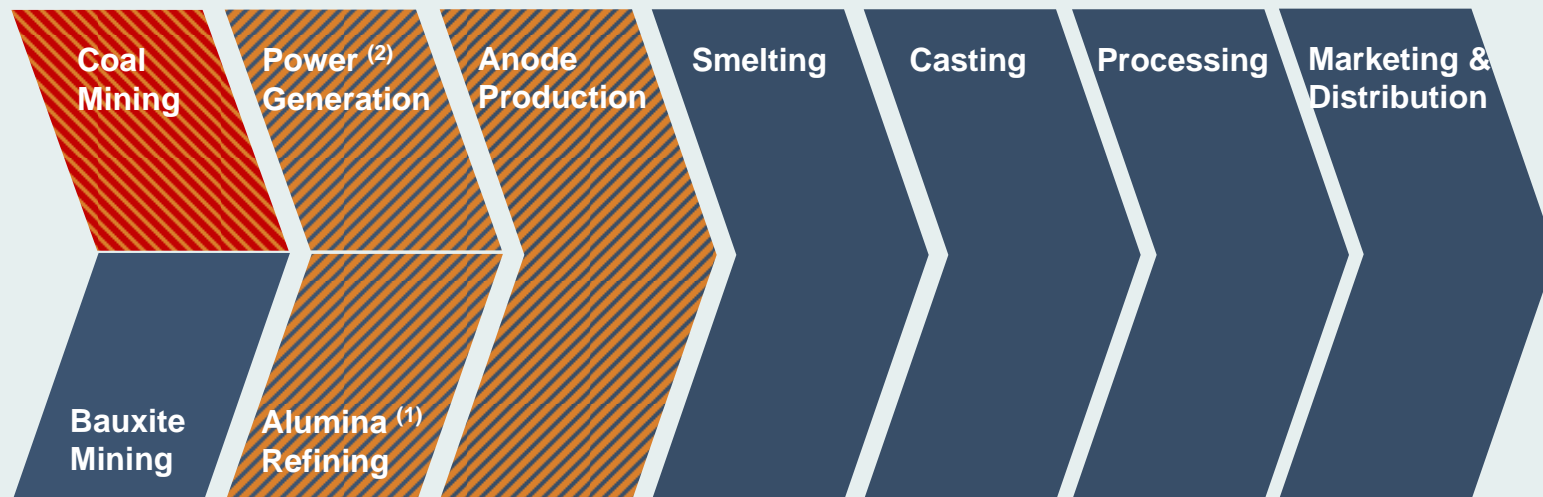 Coal
Mining
Power (2)
Generation
Anode
Production
Smelting
Casting
Processing
Marketing &
Distribution
Bauxite
Mining
Alumina (1)
Refining